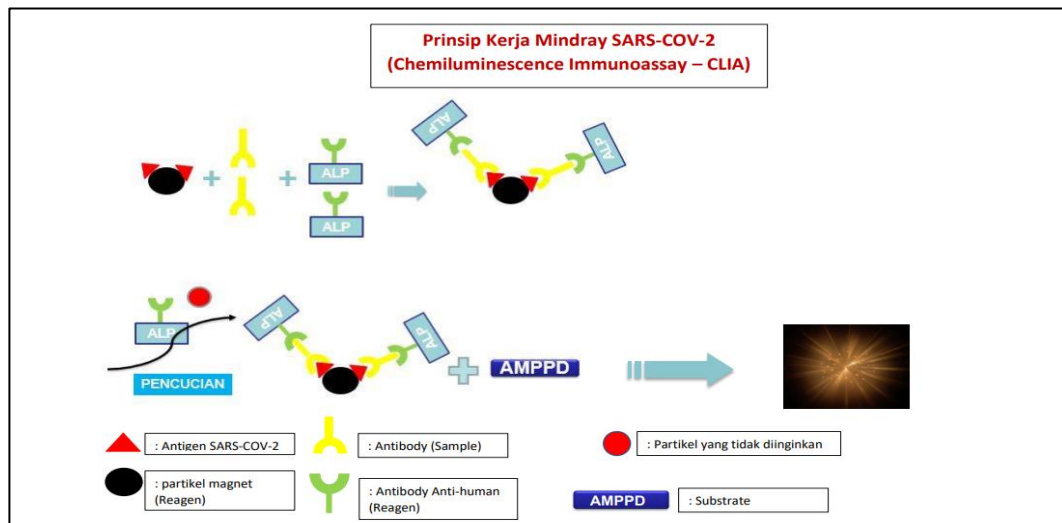 Prinsip Kerja Mindray SARS-COV-2
(Chemiluminescence Immunoassay – CLIA)
ALP
ALP
ALP
ALP
ALP
PENCUCIAN
ALP
ALP
AMPPD
: Antigen SARS-COV-2
: Antibody (Sample)
: Partikel yang tidak diinginkan
: partikel magnet
(Reagen)
: Antibody Anti-human
(Reagen)
AMPPD
: Substrate